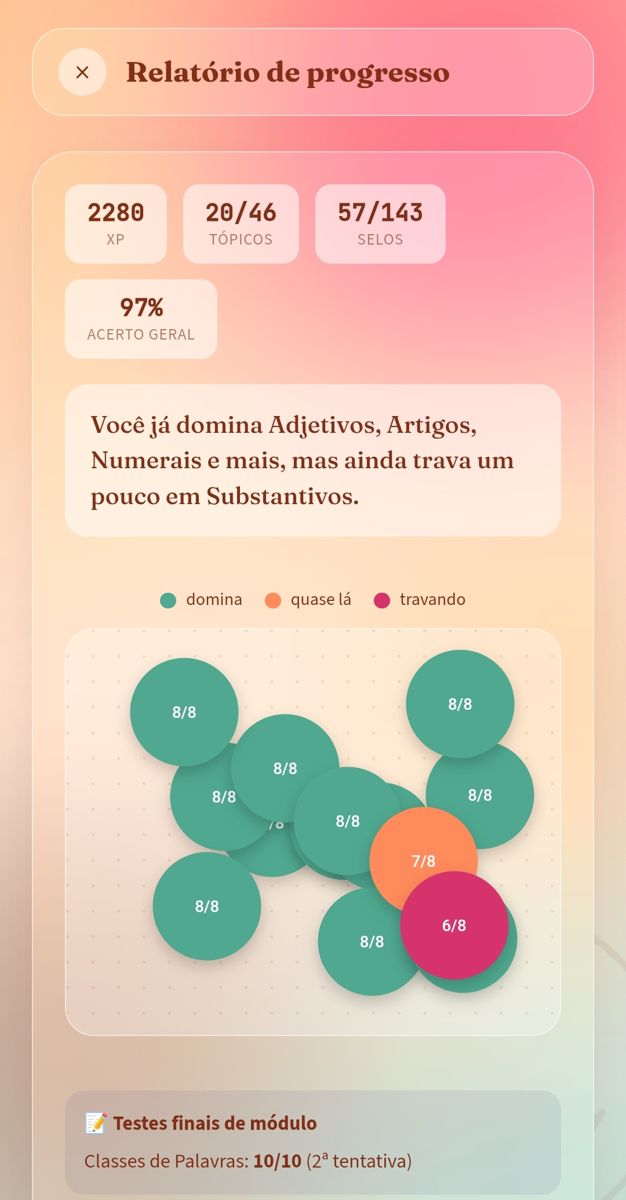 × Relatório de progresso
2280
XP
20/46
TÓPICOS
57/143
SELOS
97%
ACERTO GERAL
Você já domina Adjetivos, Artigos,
Numerais e mais, mas ainda trava um
pouco em Substantivos.
domina quase lá travando
8/8
8/8
8/8
8/8
8/8
/8
8/8
7/8
8/8
6/8
8/8
📝 Testes finais de módulo
Classes de Palavras: 10/10 (2ª tentativa)